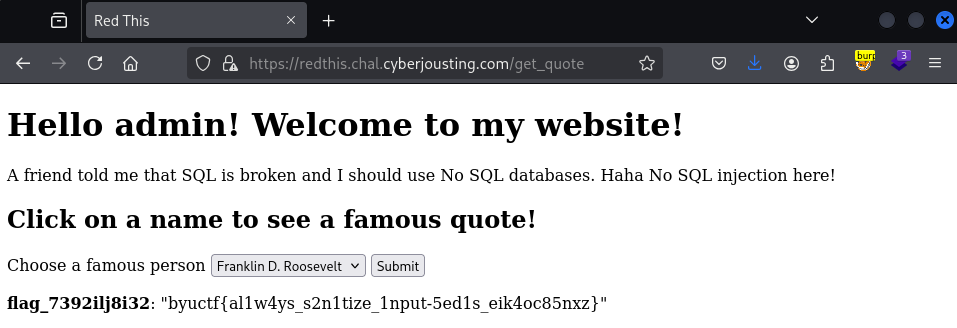 Red This
https://redthis.chal.cyberjousting.com/get_quote
burp
3
Hello admin! Welcome to my website!
A friend told me that SQL is broken and I should use No SQL databases. Haha No SQL injection here!
Click on a name to see a famous quote!
Choose a famous person Franklin D. Roosevelt Submit
flag_7392ilj8i32: "byuctf{al1w4ys_s2n1tize_1nput-5ed1s_eik4oc85nxz}"